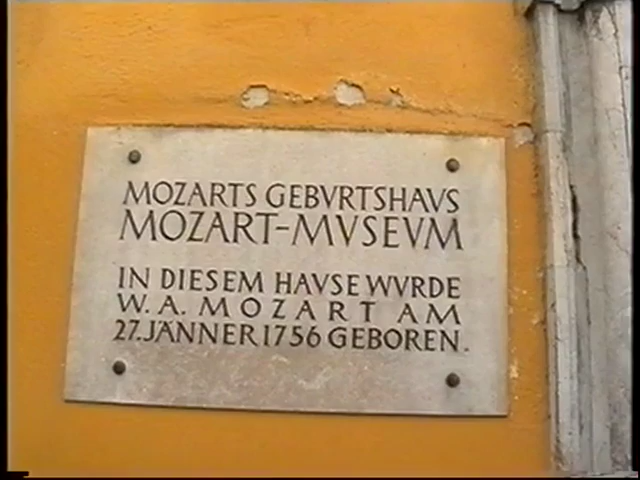 MOZARTS GEBVRTSHAVS
MOZART-MVSEVM
IN DIESEM HAVSE WVRDE
W. A. MOZART AM
27. JÄNNER 1756 GEBOREN.